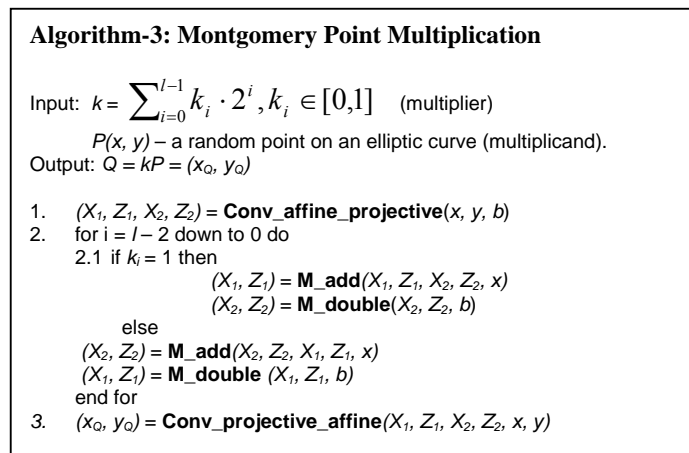 Algorithm-3: Montgomery Point Multiplication
Input: k = ∑_{i=0}^{l−1} k_i · 2^i , k_i ∈ [0,1] (multiplier)
P(x, y) – a random point on an elliptic curve (multiplicand).
Output: Q = kP = (x_Q, y_Q)
1. (X_1, Z_1, X_2, Z_2) = Conv_affine_projective(x, y, b)
2. for i = l – 2 down to 0 do
2.1 if k_i = 1 then
(X_1, Z_1) = M_add(X_1, Z_1, X_2, Z_2, x)
(X_2, Z_2) = M_double(X_2, Z_2, b)
else
(X_2, Z_2) = M_add(X_2, Z_2, X_1, Z_1, x)
(X_1, Z_1) = M_double (X_1, Z_1, b)
end for
3. (x_Q, y_Q) = Conv_projective_affine(X_1, Z_1, X_2, Z_2, x, y)